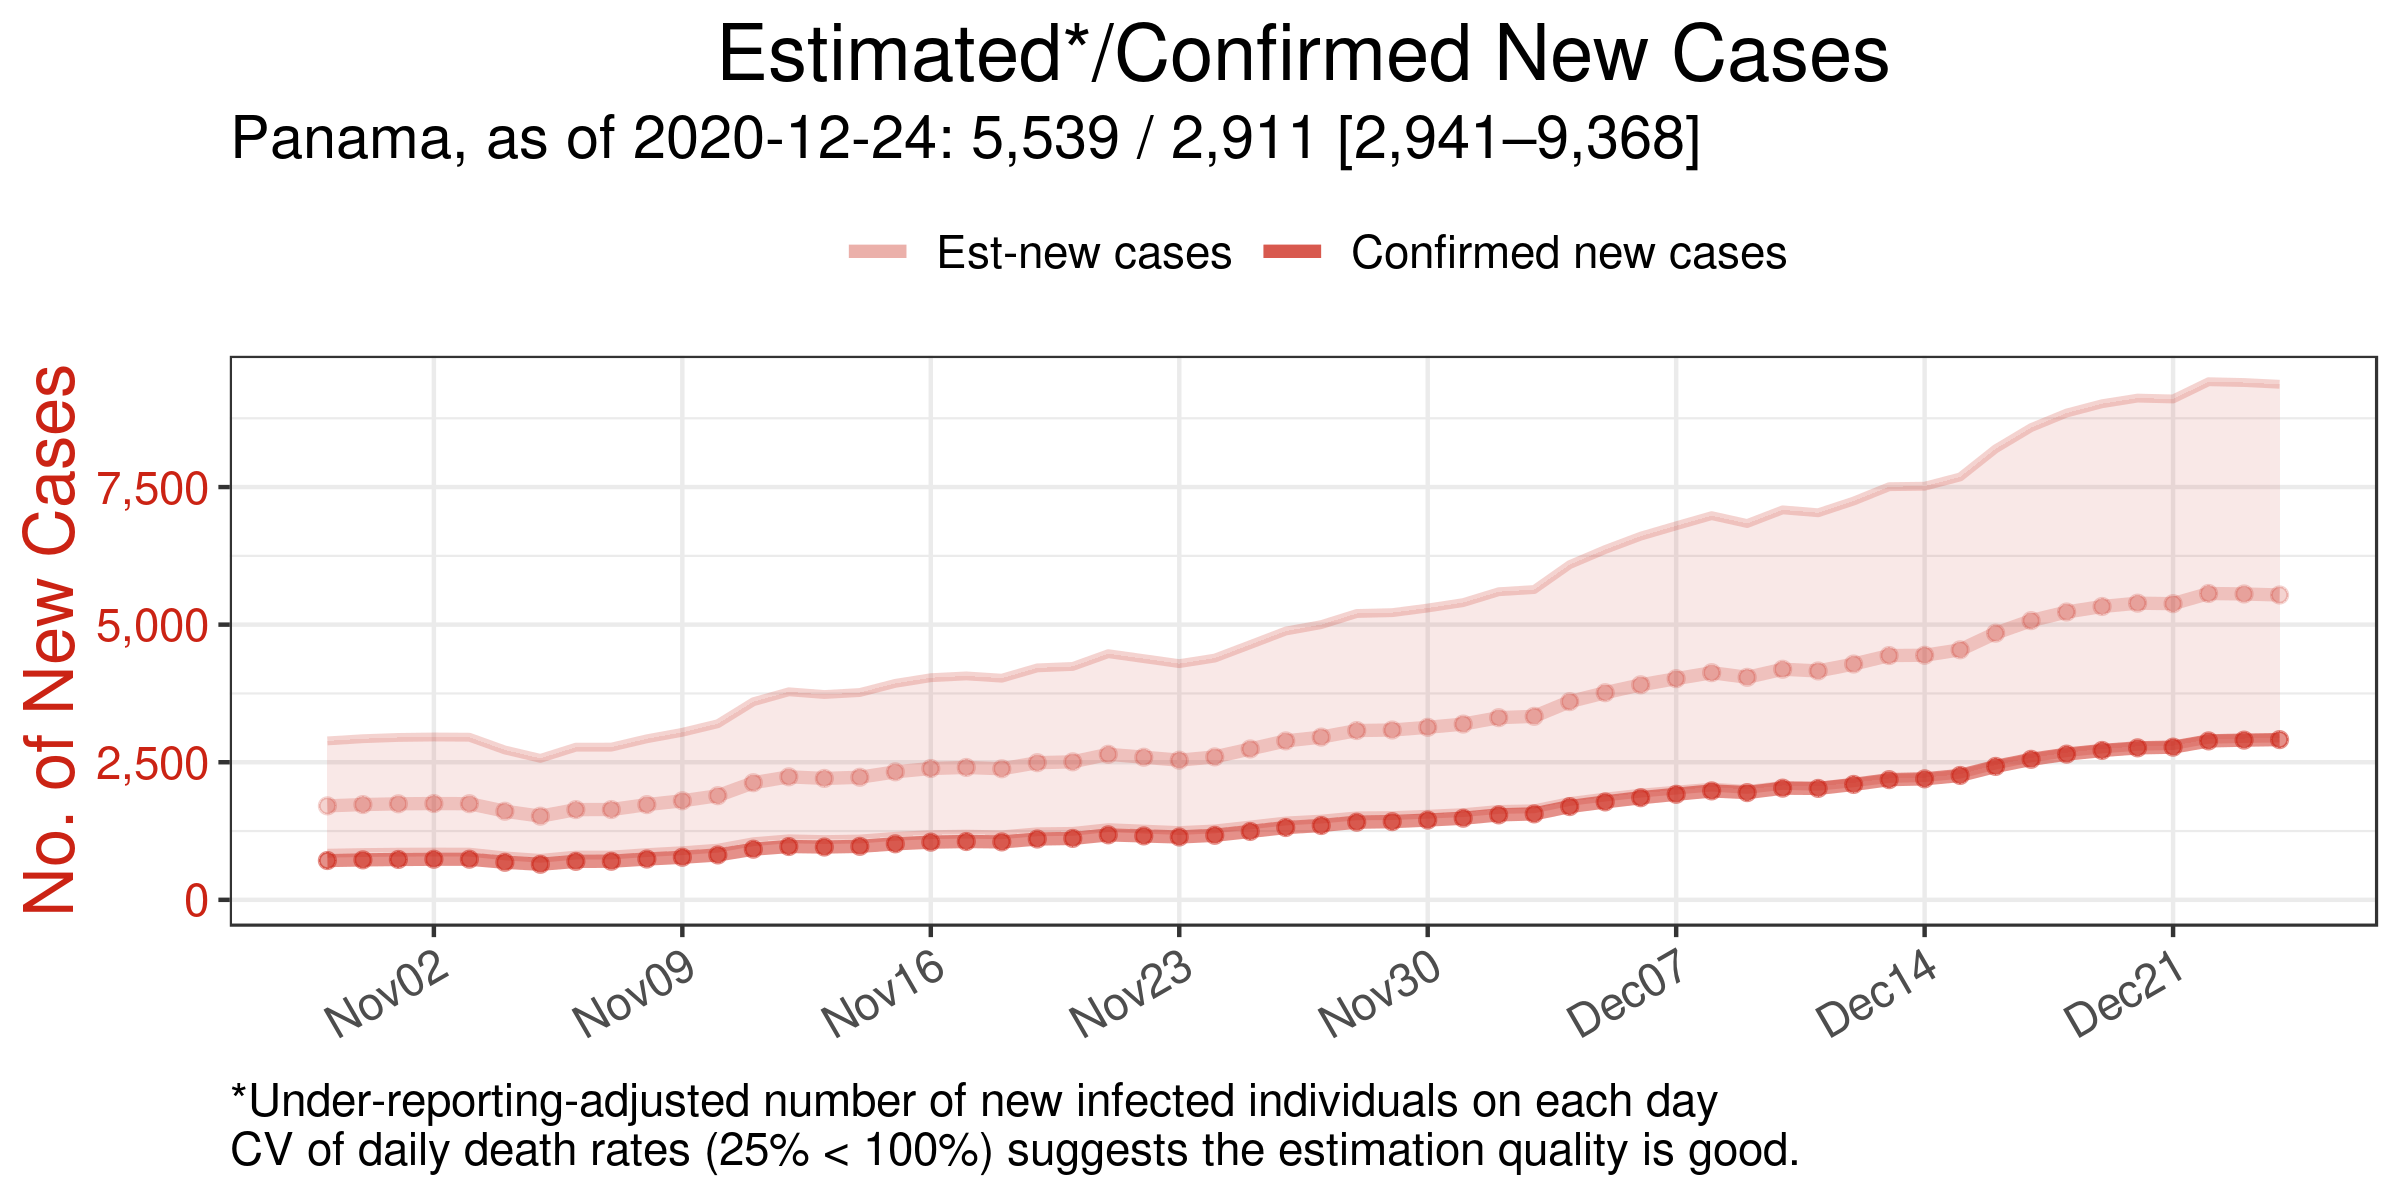 Estimated*/Confirmed New Cases
Panama, as of 2020-12-24: 5,539 / 2,911 [2,941–9,368]
Est-new cases
Confirmed new cases
No. of New Cases
7,500
5,000
2,500
0
Nov02
Nov09
Nov16
Nov23
Nov30
Dec07
Dec14
Dec21
*Under-reporting-adjusted number of new infected individuals on each day
CV of daily death rates (25% < 100%) suggests the estimation quality is good.